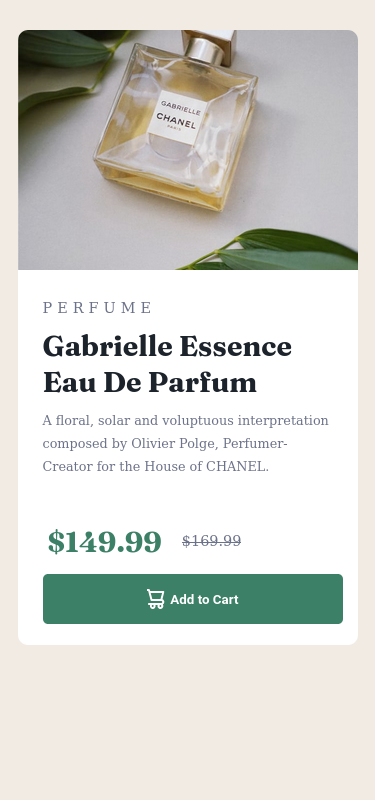 GABRIELLE
CHANEL
PARIS
PERFUME
Gabrielle Essence
Eau De Parfum
A floral, solar and voluptuous interpretation
composed by Olivier Polge, Perfumer-
Creator for the House of CHANEL.
$149.99 $169.99
Add to Cart